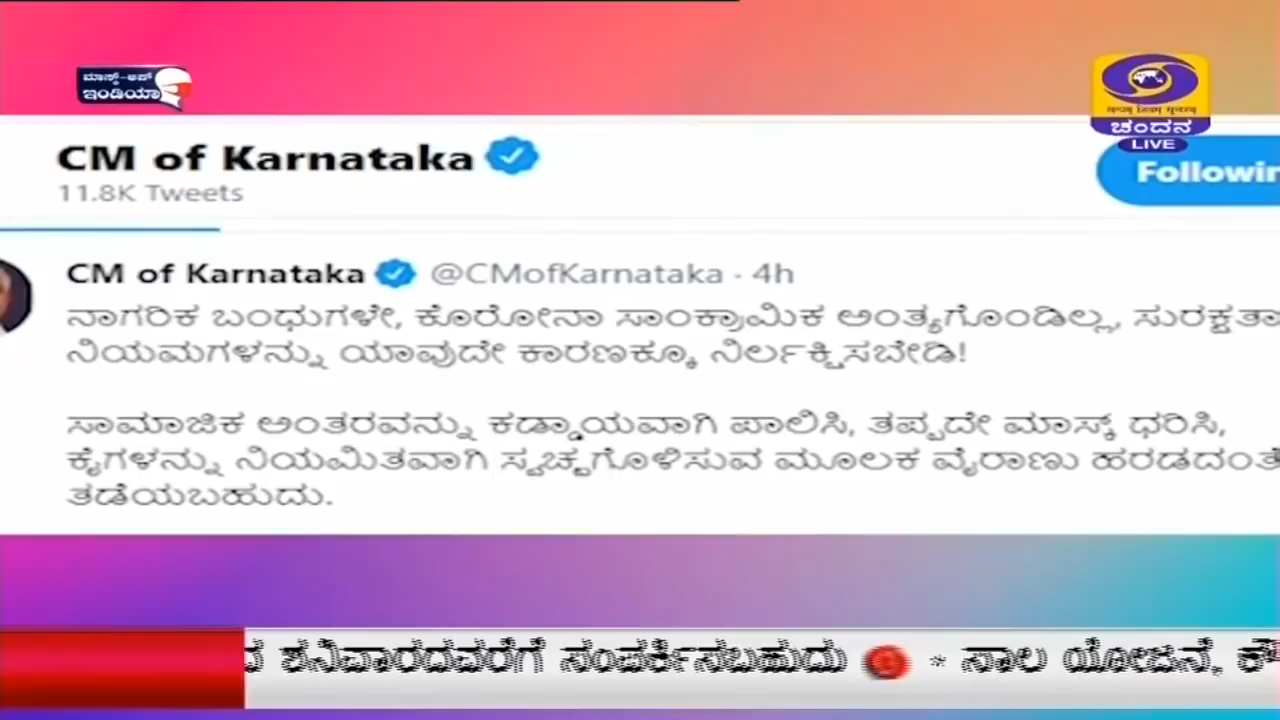 ಮಾಸ್ಕ್-ಅಪ್
ಇಂಡಿಯಾ
ಚಂದನ
LIVE
CM of Karnataka
11.8K Tweets
Followin
CM of Karnataka @CMofKarnataka · 4h
ನಾಗರಿಕ ಬಂಧುಗಳೇ, ಕೊರೋನಾ ಸಾಂಕ್ರಾಮಿಕ ಅಂತ್ಯಗೊಂಡಿಲ್ಲ, ಸುರಕ್ಷತಾ
ನಿಯಮಗಳನ್ನು ಯಾವುದೇ ಕಾರಣಕ್ಕೂ ನಿರ್ಲಕ್ಷಿಸಬೇಡಿ!
ಸಾಮಾಜಿಕ ಅಂತರವನ್ನು ಕಡ್ಡಾಯವಾಗಿ ಪಾಲಿಸಿ, ತಪ್ಪದೇ ಮಾಸ್ಕ್ ಧರಿಸಿ,
ಕೈಗಳನ್ನು ನಿಯಮಿತವಾಗಿ ಸ್ವಚ್ಛಗೊಳಿಸುವ ಮೂಲಕ ವೈರಾಣು ಹರಡದಂತೆ
ತಡೆಯಬಹುದು.
ವ ಶನಿವಾರದವರೆಗೆ ಸಂಪರ್ಕಿಸಬಹುದು * ಸಾಲ ಯೋಜನೆ, ಕೌ